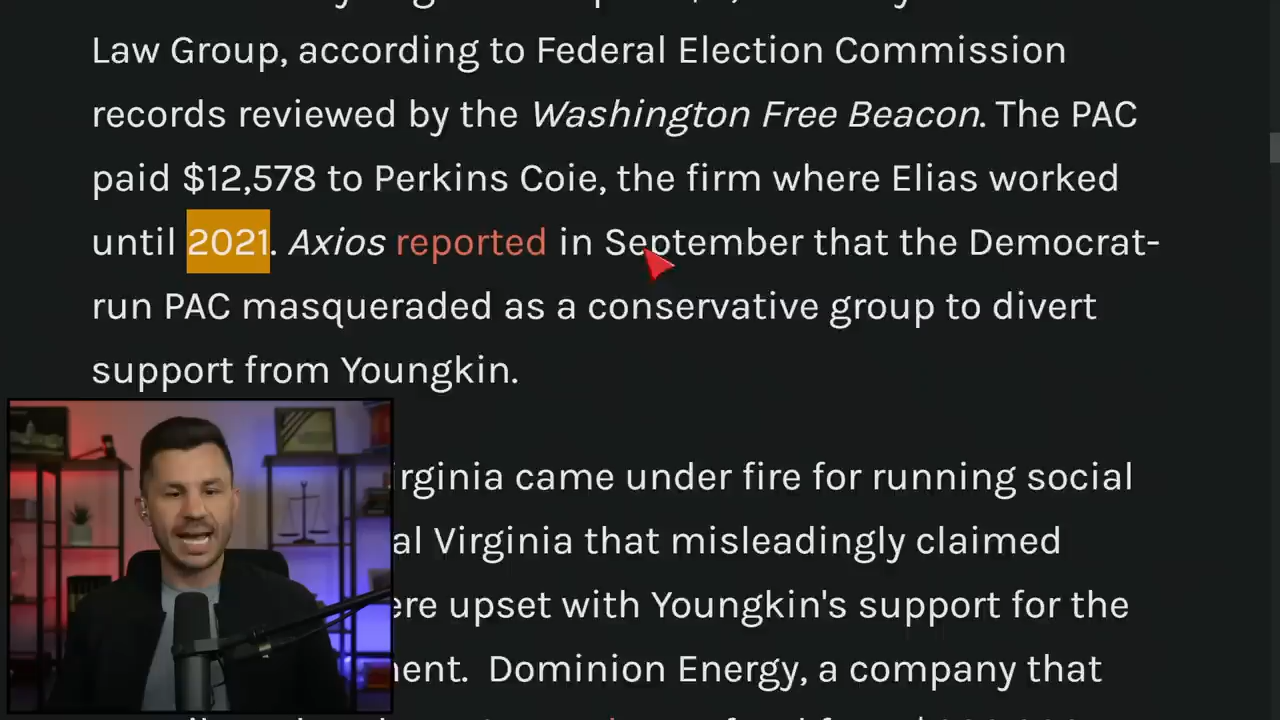 Law Group, according to Federal Election Commission
records reviewed by the Washington Free Beacon. The PAC
paid $12,578 to Perkins Coie, the firm where Elias worked
until 2021. Axios reported in September that the Democrat-
run PAC masqueraded as a conservative group to divert
support from Youngkin.
irginia came under fire for running social
al Virginia that misleadingly claimed
ere upset with Youngkin's support for the
ent. Dominion Energy, a company that